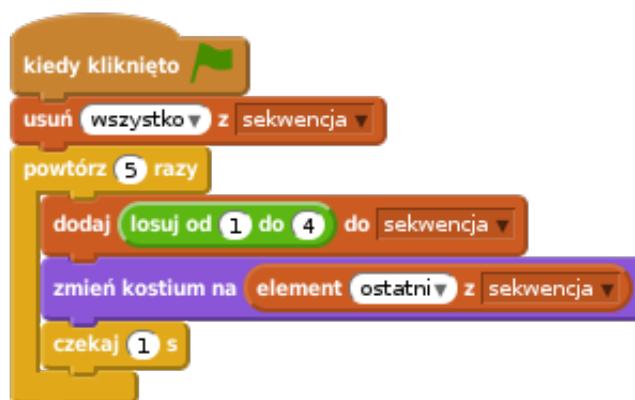 kiedy kliknięto
usuń wszystko z sekwencja
powtórz 5 razy
dodaj losuj od 1 do 4 do sekwencja
zmień kostium na element ostatni z sekwencja
czekaj 1 s